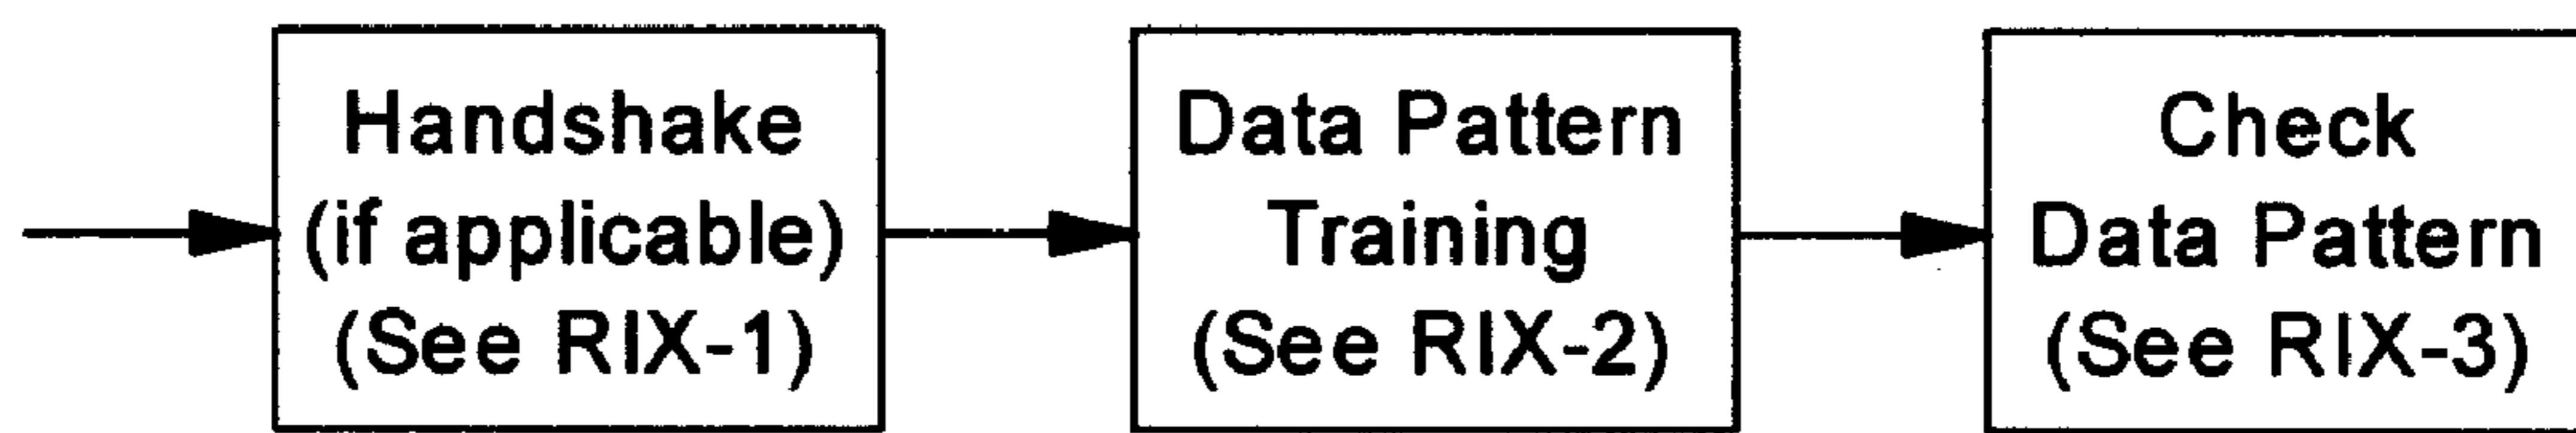 Handshake
(if applicable)
(See RIX-1)
Data Pattern
Training
(See RIX-2)
Check
Data Pattern
(See RIX-3)